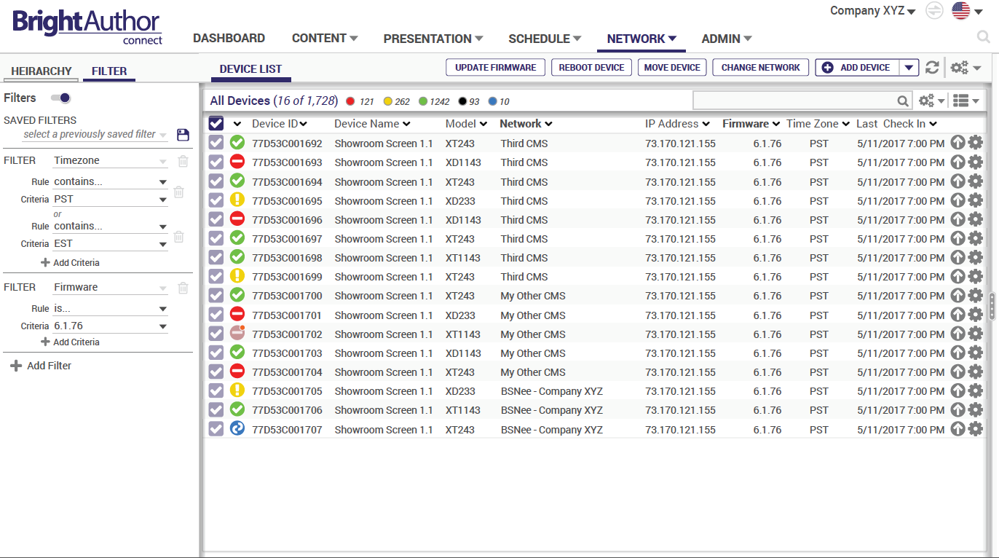 BrightAuthor
connect
Company XYZ
DASHBOARD CONTENT PRESENTATION SCHEDULE NETWORK ADMIN
HEIRARCHY FILTER
DEVICE LIST
UPDATE FIRMWARE REBOOT DEVICE MOVE DEVICE CHANGE NETWORK ADD DEVICE
Filters
SAVED FILTERS
select a previously saved filter
FILTER Timezone
Rule contains...
Criteria PST
or
Rule contains...
Criteria EST
Add Criteria
FILTER Firmware
Rule is...
Criteria 6.1.76
Add Criteria
Add Filter
All Devices (16 of 1,728) 121 262 1242 93 10
Device ID Device Name Model Network IP Address Firmware Time Zone Last Check In
77D53C001692 Showroom Screen 1.1 XT243 Third CMS 73.170.121.155 6.1.76 PST 5/11/2017 7:00 PM
77D53C001693 Showroom Screen 1.1 XD1143 Third CMS 73.170.121.155 6.1.76 PST 5/11/2017 7:00 PM
77D53C001694 Showroom Screen 1.1 XT243 Third CMS 73.170.121.155 6.1.76 PST 5/11/2017 7:00 PM
77D53C001695 Showroom Screen 1.1 XD233 Third CMS 73.170.121.155 6.1.76 PST 5/11/2017 7:00 PM
77D53C001696 Showroom Screen 1.1 XD1143 Third CMS 73.170.121.155 6.1.76 PST 5/11/2017 7:00 PM
77D53C001697 Showroom Screen 1.1 XT243 Third CMS 73.170.121.155 6.1.76 PST 5/11/2017 7:00 PM
77D53C001698 Showroom Screen 1.1 XT1143 Third CMS 73.170.121.155 6.1.76 PST 5/11/2017 7:00 PM
77D53C001699 Showroom Screen 1.1 XT243 Third CMS 73.170.121.155 6.1.76 PST 5/11/2017 7:00 PM
77D53C001700 Showroom Screen 1.1 XT243 My Other CMS 73.170.121.155 6.1.76 PST 5/11/2017 7:00 PM
77D53C001701 Showroom Screen 1.1 XD233 My Other CMS 73.170.121.155 6.1.76 PST 5/11/2017 7:00 PM
77D53C001702 Showroom Screen 1.1 XT1143 My Other CMS 73.170.121.155 6.1.76 PST 5/11/2017 7:00 PM
77D53C001703 Showroom Screen 1.1 XD1143 My Other CMS 73.170.121.155 6.1.76 PST 5/11/2017 7:00 PM
77D53C001704 Showroom Screen 1.1 XT243 My Other CMS 73.170.121.155 6.1.76 PST 5/11/2017 7:00 PM
77D53C001705 Showroom Screen 1.1 XD233 BSNee - Company XYZ 73.170.121.155 6.1.76 PST 5/11/2017 7:00 PM
77D53C001706 Showroom Screen 1.1 XT1143 BSNee - Company XYZ 73.170.121.155 6.1.76 PST 5/11/2017 7:00 PM
77D53C001707 Showroom Screen 1.1 XT243 BSNee - Company XYZ 73.170.121.155 6.1.76 PST 5/11/2017 7:00 PM